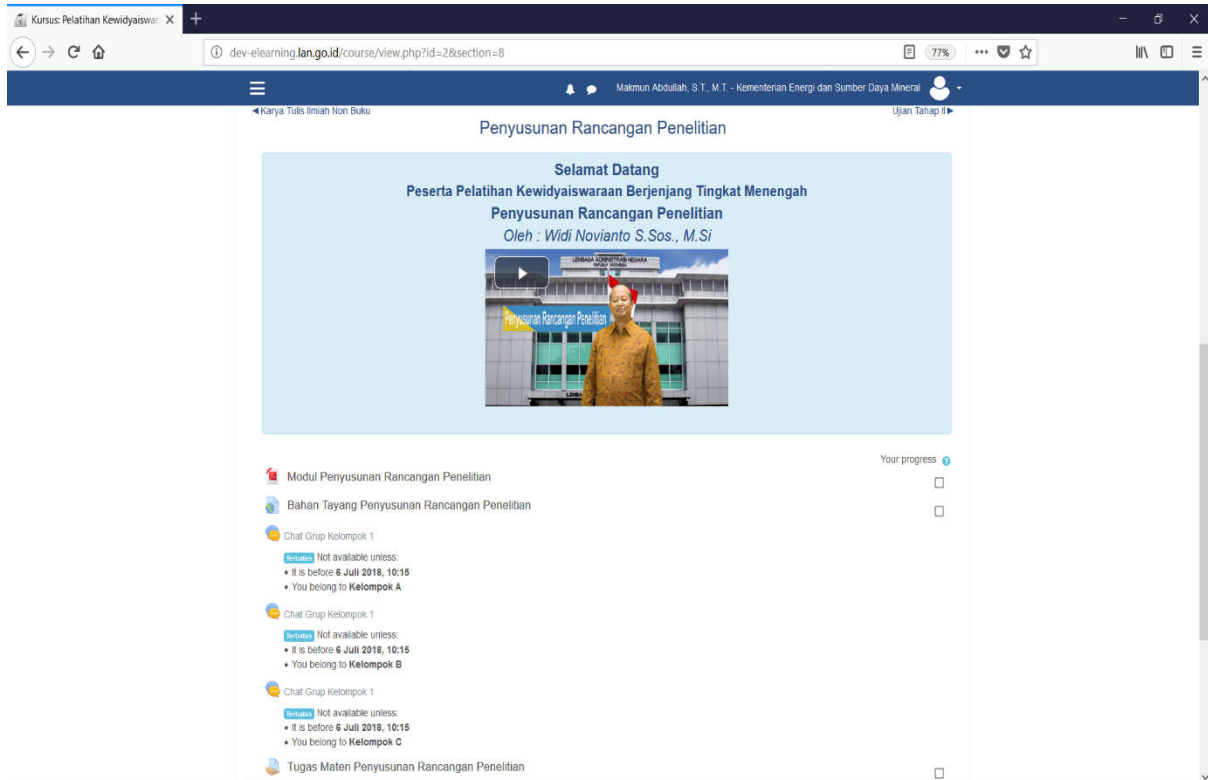 Kursus: Pelatihan Kewidyaiswar
dev-elearning.lan.go.id/course/view.php?id=2&section=8
77%
Makmun Abdullah, S.T., M.T. - Kementerian Energi dan Sumber Daya Mineral
◄Karya Tulis Ilmiah Non Buku
Ujian Tahap II►
Penyusunan Rancangan Penelitian
Selamat Datang
Peserta Pelatihan Kewidyaiswaraan Berjenjang Tingkat Menengah
Penyusunan Rancangan Penelitian
Oleh : Widi Novianto S.Sos., M.Si
LEMBAGA ADMINISTRASI NEGARA
REPUBLIK INDONESIA
Penyusunan Rancangan Penelitian
Your progress
Modul Penyusunan Rancangan Penelitian
Bahan Tayang Penyusunan Rancangan Penelitian
Chat Grup Kelompok 1
Terbatas Not available unless:
• It is before 6 Juli 2018, 10:15
• You belong to Kelompok A
Chat Grup Kelompok 1
Terbatas Not available unless:
• It is before 6 Juli 2018, 10:15
• You belong to Kelompok B
Chat Grup Kelompok 1
Terbatas Not available unless:
• It is before 6 Juli 2018, 10:15
• You belong to Kelompok C
Tugas Materi Penyusunan Rancangan Penelitian